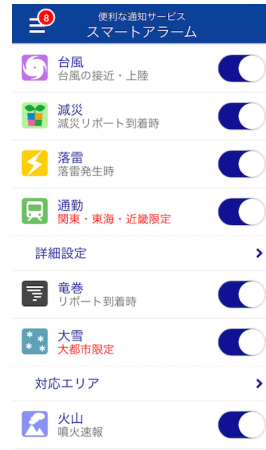 8
便利な通知サービス
スマートアラーム
台風
台風の接近・上陸
減災
減災リポート到着時
落雷
落雷発生時
通勤
関東・東海・近畿限定
詳細設定
竜巻
リポート到着時
大雪
大都市限定
対応エリア
火山
噴火速報